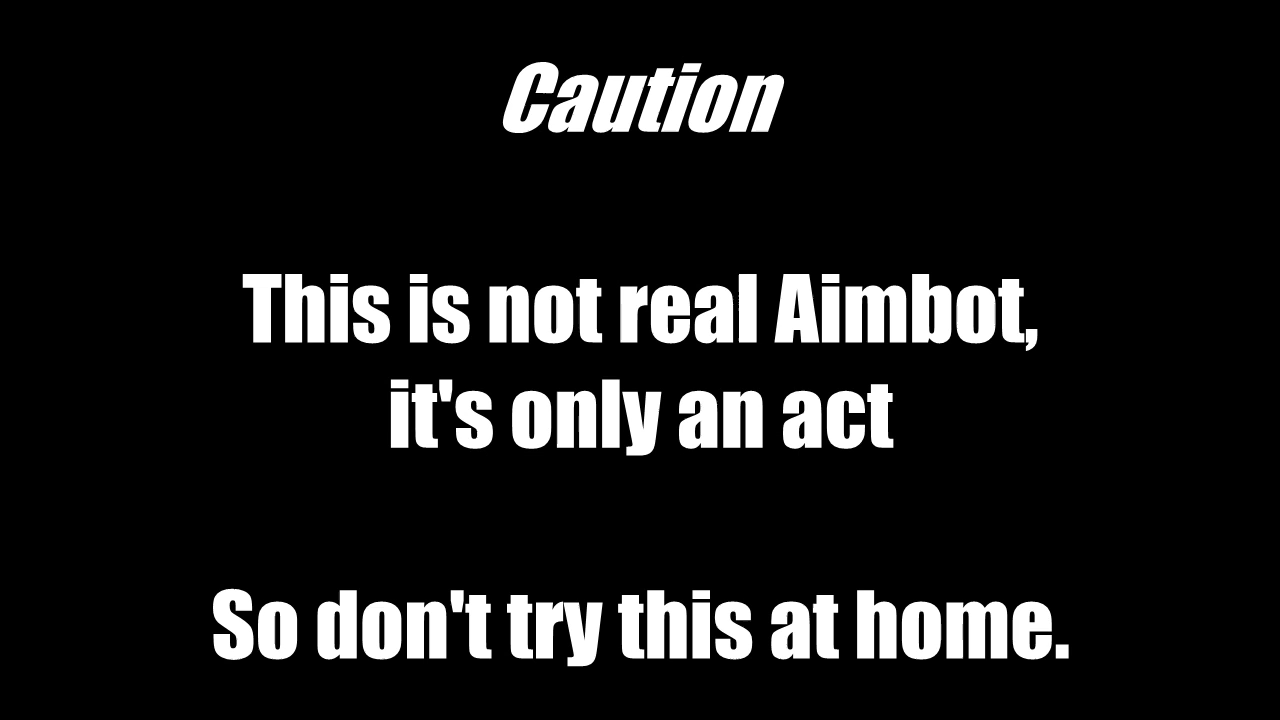 Caution
This is not real Aimbot,
it's only an act
So don't try this at home.